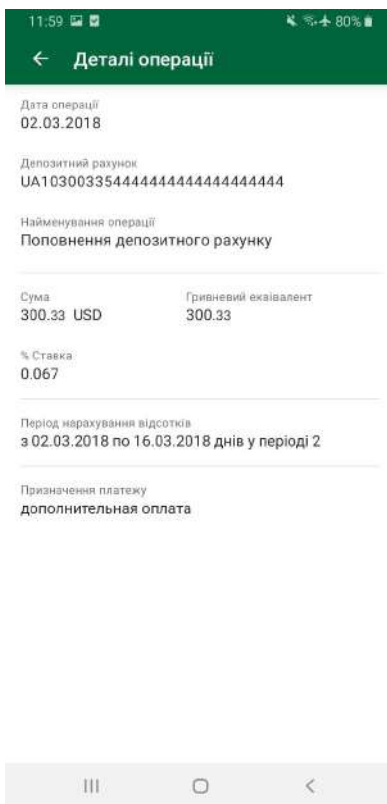 11:59 80%
Деталі операції
Дата операції
02.03.2018
Депозитний рахунок
UA103003354444444444444444444
Найменування операції
Поповнення депозитного рахунку
Сума Гривневий еквівалент
300.33 USD 300.33
% Ставка
0.067
Період нарахування відсотків
з 02.03.2018 по 16.03.2018 днів у періоді 2
Призначення платежу
дополнительная оплата